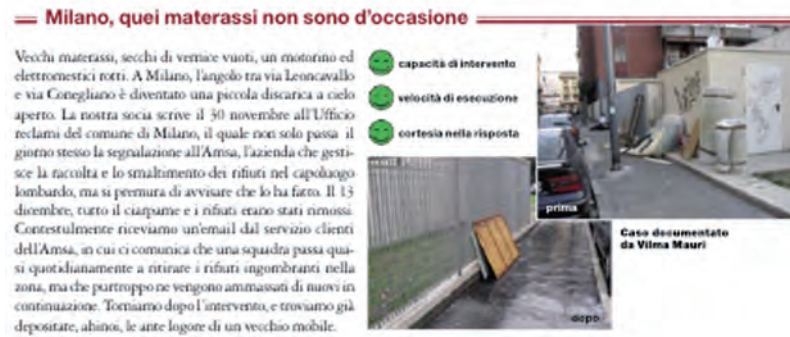 Milano, quei materassi non sono d'occasione
Vecchi materassi, secchi di vernice vuoti, un motorino ed
elettromestici rotti. A Milano, l'angolo tra via Leoncavallo
e via Conegliano è diventato una piccola discarica a cielo
aperto. La nostra socia scrive il 30 novembre all'Ufficio
reclami del comune di Milano, il quale non solo passa il
giorno stesso la segnalazione all'Amsa, l'azienda che gesti-
sce la raccolta e lo smaltimento dei rifiuti nel capoluogo
lombardo, ma si premura di avvisare che lo ha fatto. Il 13
dicembre, tutto il ciarpame e i rifiuti erano stati rimossi.
Contestulmente riceviamo un'email dal servizio clienti
dell'Amsa, in cui ci comunica che una squadra passa qua-
si quotidianamente a ritirare i rifiuti ingombranti nella
zona, ma che purtroppo ne vengono ammassati di nuovi in
continuazione. Torniamo dopo l'intervento, e troviamo già
depositate, ahinoi, le ante logore di un vecchio mobile.
capacità di intervento
velocità di esecuzione
cortesia nella risposta
prima
Caso documentato
da Vilma Mauri
dopo